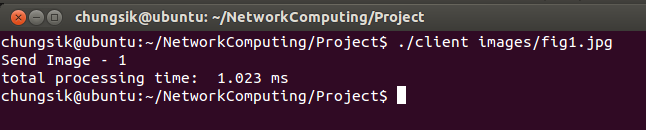 chungsik@ubuntu: ~/NetworkComputing/Project
chungsik@ubuntu:~/NetworkComputing/Project$ ./client images/fig1.jpg
Send Image - 1
total processing time:  1.023 ms
chungsik@ubuntu:~/NetworkComputing/Project$